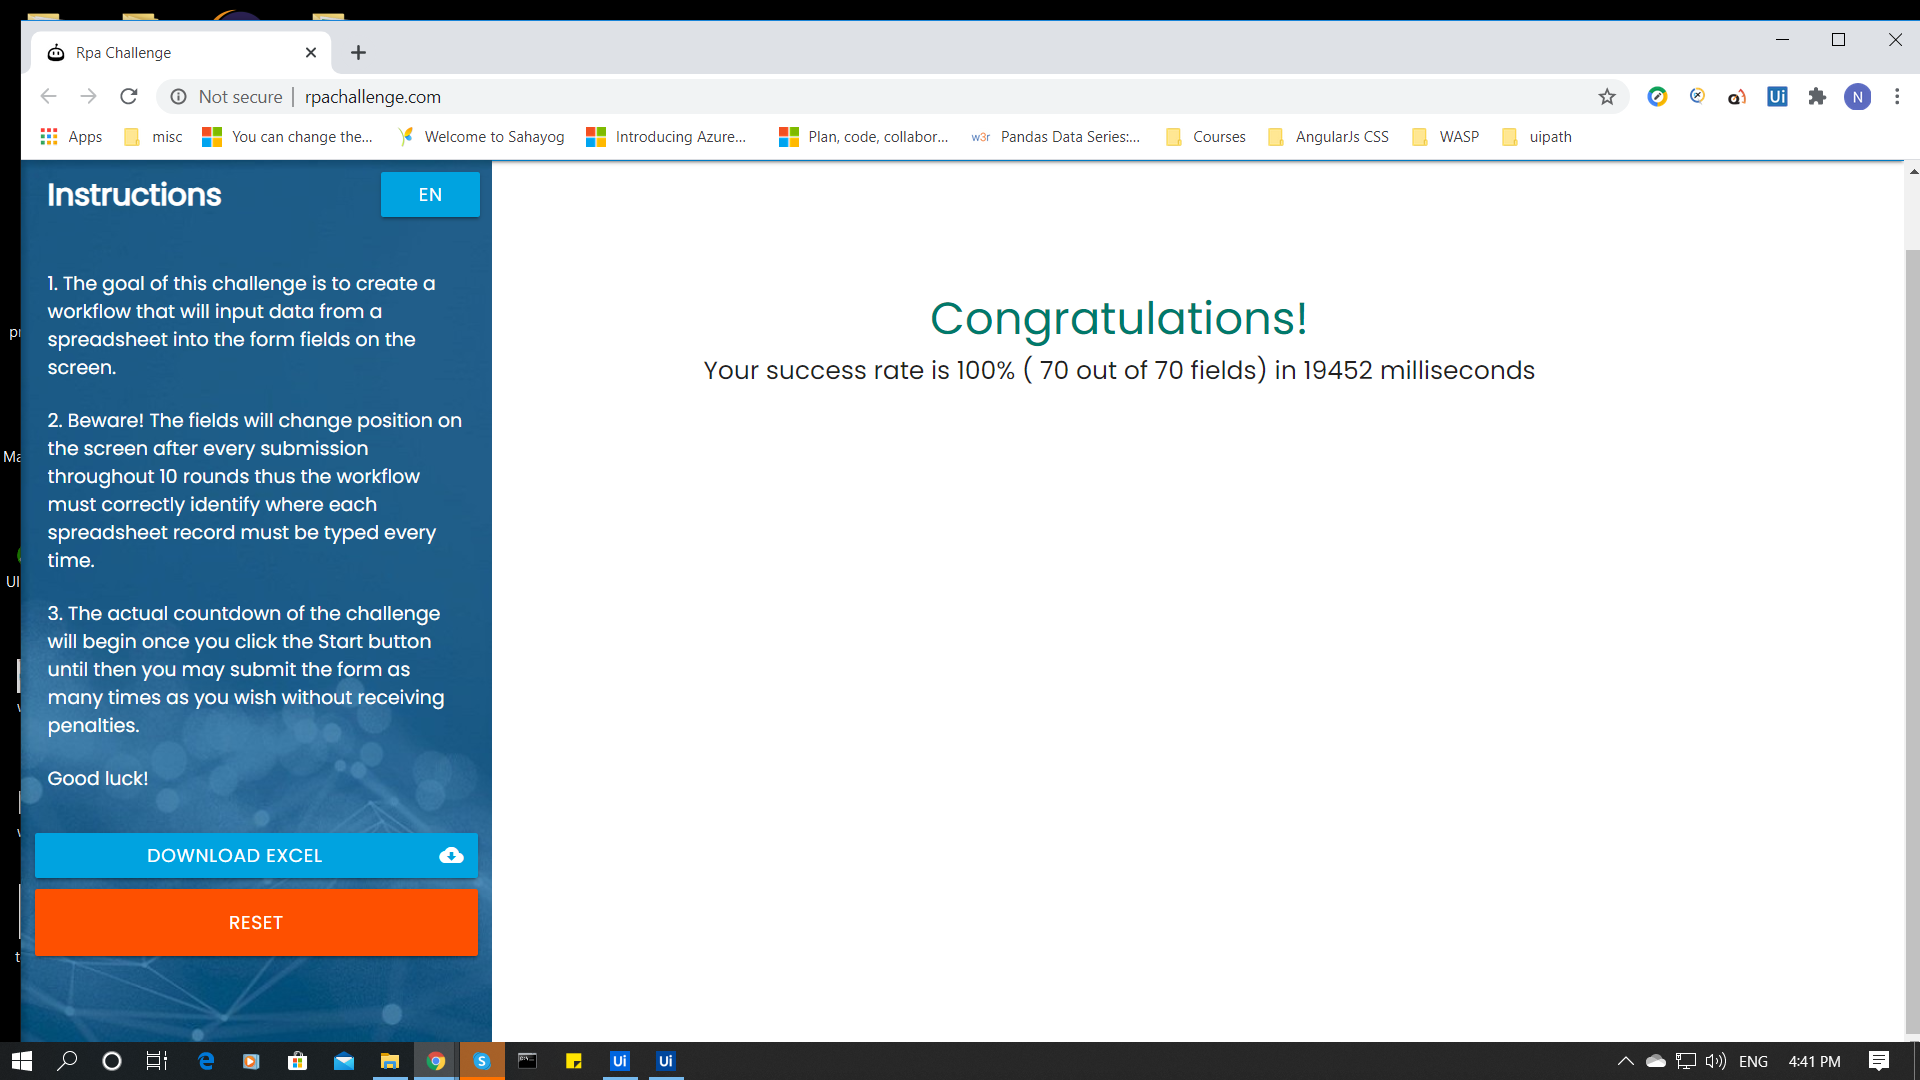 Rpa Challenge
Not secure
rpachallenge.com
Ui
N
Apps
misc
You can change the...
Welcome to Sahayog
Introducing Azure...
Plan, code, collabor...
w3r
Pandas Data Series:...
Courses
AngularJs CSS
WASP
uipath
Instructions
EN
1. The goal of this challenge is to create a
workflow that will input data from a
spreadsheet into the form fields on the
screen.
2. Beware! The fields will change position on
the screen after every submission
throughout 10 rounds thus the workflow
must correctly identify where each
spreadsheet record must be typed every
time.
3. The actual countdown of the challenge
will begin once you click the Start button
until then you may submit the form as
many times as you wish without receiving
penalties.
Good luck!
DOWNLOAD EXCEL
RESET
Congratulations!
Your success rate is 100% ( 70 out of 70 fields) in 19452 milliseconds
Ui
Ui
ENG
4:41 PM